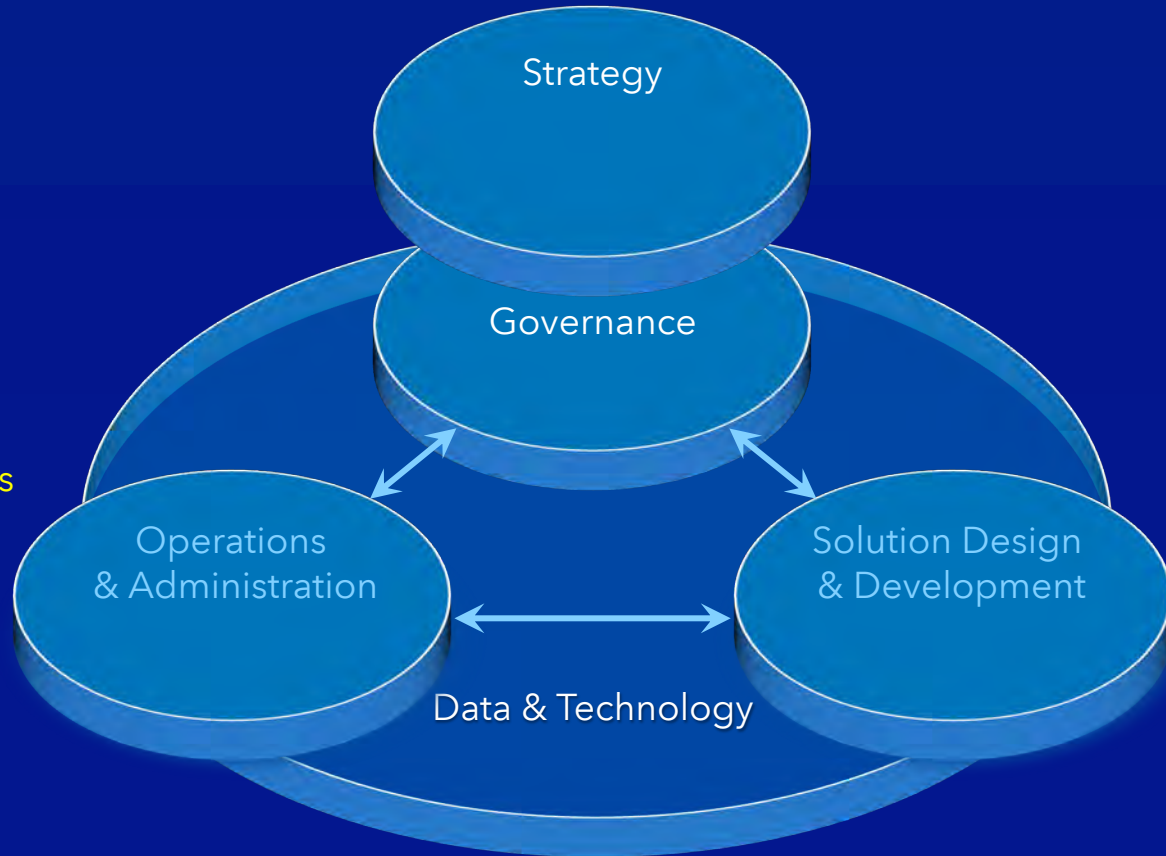 Strategy
Governance
s
Operations
& Administration
Solution Design
& Development
Data & Technology